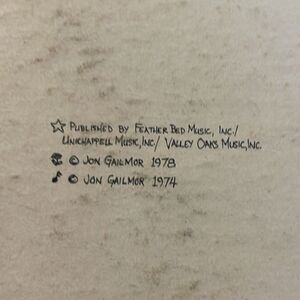 ☆ Published by Feather Bed Music, Inc./
Unichappell Music, Inc/ Valley Oaks Music, Inc.
© Jon Gailmor 1978
♪ © Jon Gailmor 1974